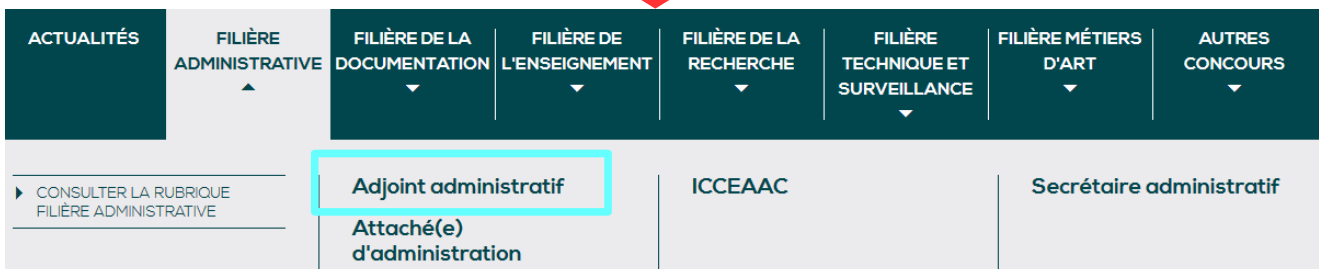 ACTUALITÉS
FILIÈRE
ADMINISTRATIVE
FILIÈRE DE LA
DOCUMENTATION
FILIÈRE DE
L'ENSEIGNEMENT
FILIÈRE DE LA
RECHERCHE
FILIÈRE
TECHNIQUE ET
SURVEILLANCE
FILIÈRE MÉTIERS
D'ART
AUTRES
CONCOURS
CONSULTER LA RUBRIQUE
FILIÈRE ADMINISTRATIVE
Adjoint administratif
Attaché(e)
d'administration
ICCEAAC
Secrétaire administratif